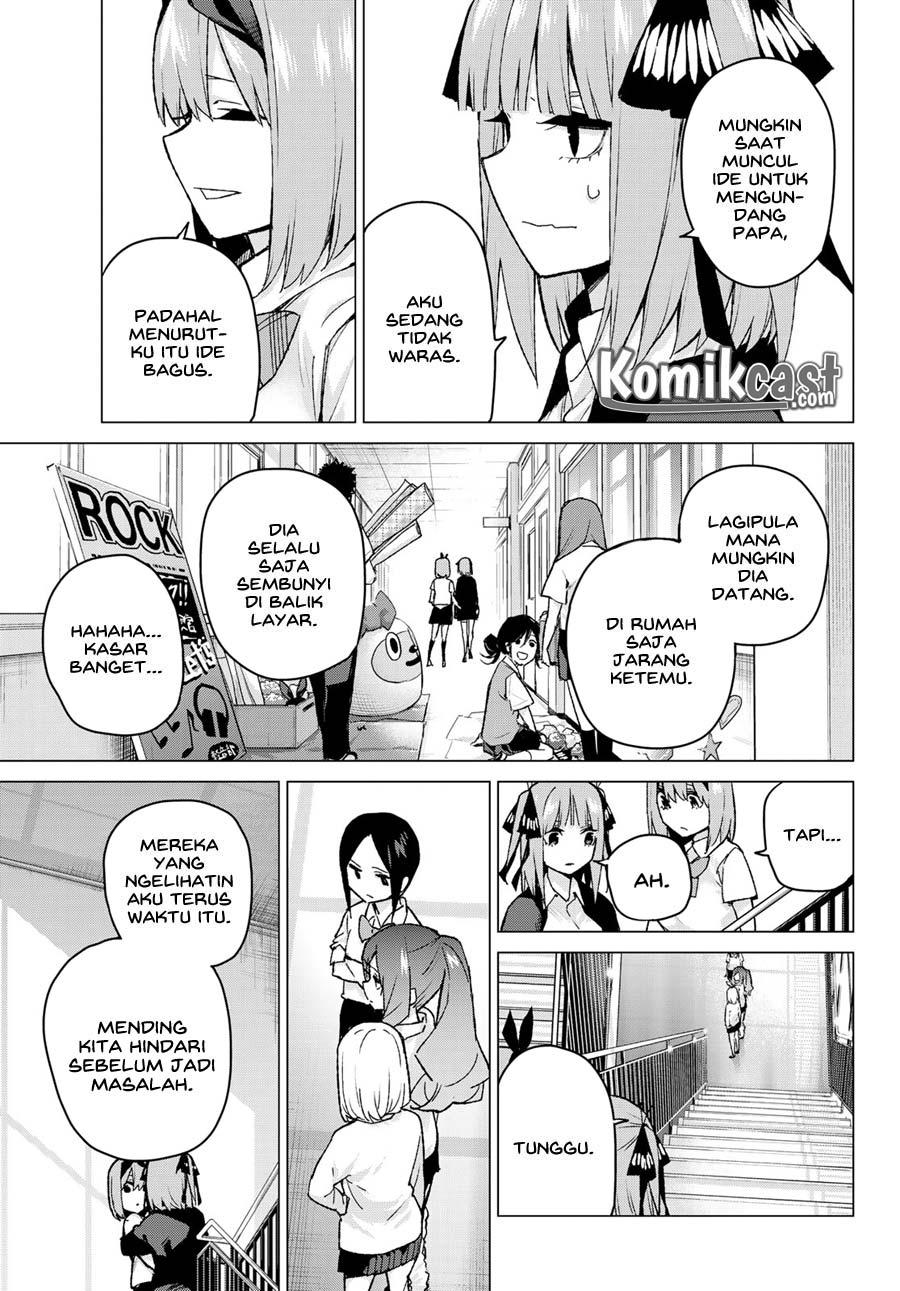 MUNGKIN
SAAT
MUNCUL
IDE UNTUK
MENGUN-
DANG
PAPA,
AKU
SEDANG
TIDAK
WARAS.
Komikcast
.com
PADAHAL
MENURUT-
KU ITU IDE
BAGUS.
LAGIPULA
MANA
MUNGKIN
DIA
DATANG.
DI RUMAH
SAJA
JARANG
KETEMU.
DIA
SELALU
SAJA
SEMBUNYI
DI BALIK
LAYAR.
ROCK
HAHAHA...
KASAR
BANGET...
TAPI...
AH.
TUNGGU.
MEREKA
YANG
NGELIHATIN
AKU TERUS
WAKTU ITU.
MENDING
KITA HINDARI
SEBELUM JADI
MASALAH.